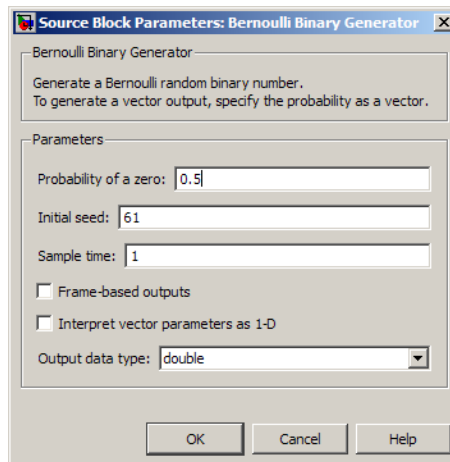 Source Block Parameters: Bernoulli Binary Generator
Bernoulli Binary Generator
Generate a Bernoulli random binary number.
To generate a vector output, specify the probability as a vector.
Parameters
Probability of a zero: 0.5
Initial seed: 61
Sample time: 1
Frame-based outputs
Interpret vector parameters as 1-D
Output data type: double
OK Cancel Help